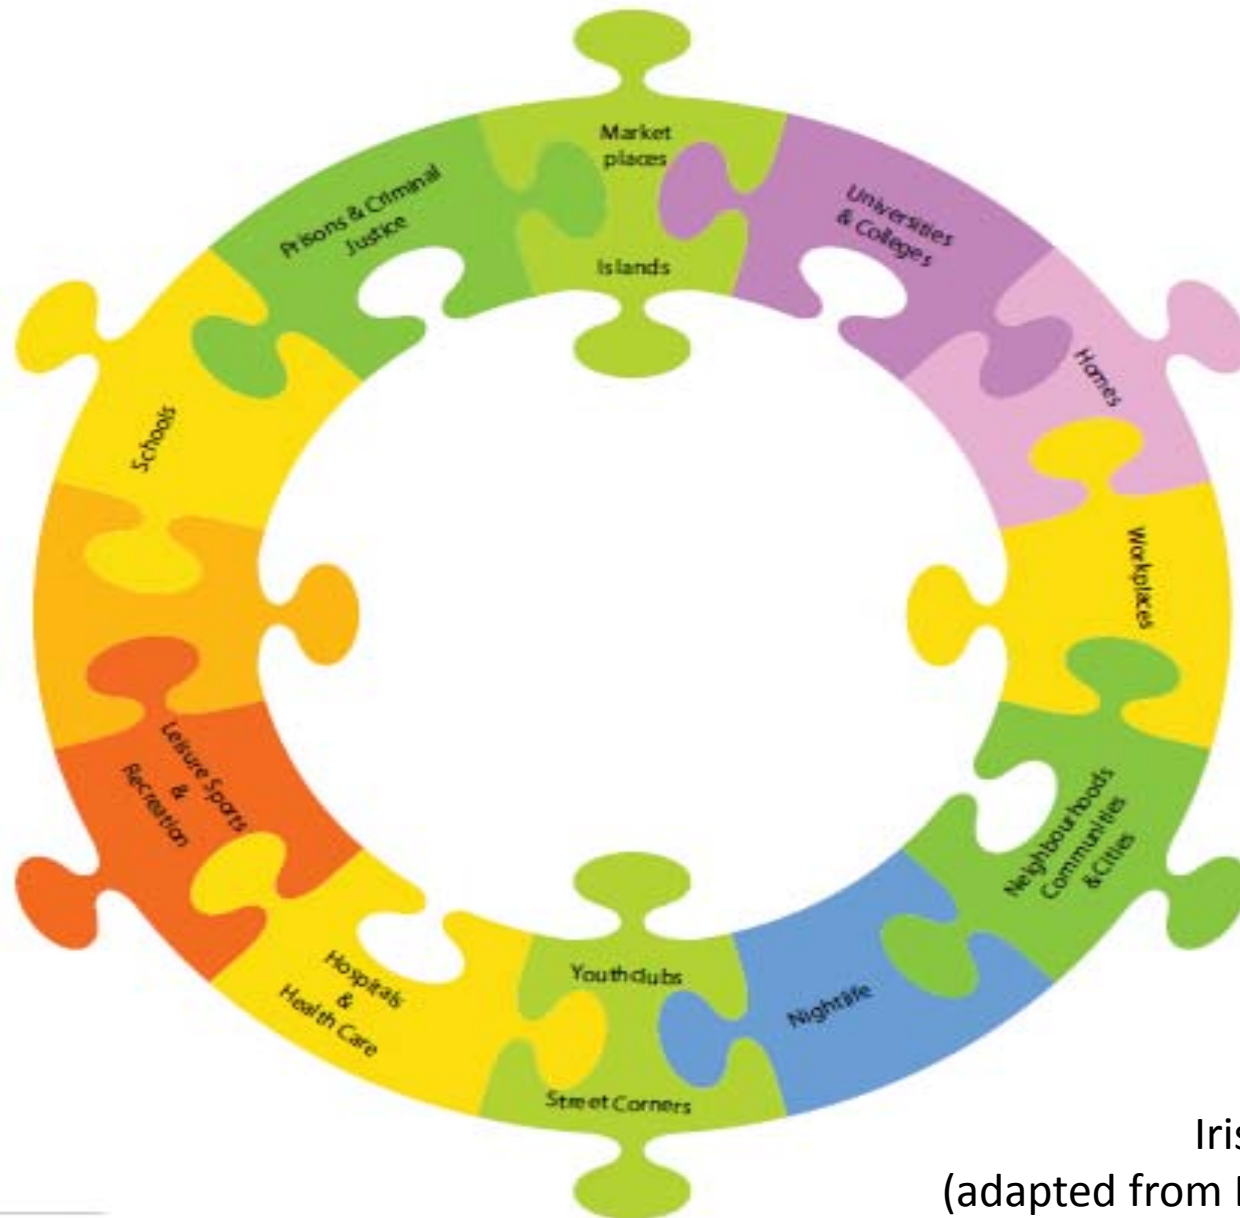 Market
places
Islands
Universities
& Colleges
Homes
Workplaces
Neighbourhoods
Communities
& Cities
Nightlife
Youth clubs
Street Corners
Hospitals
&
Health Care
Leisure Sports
&
Recreation
Schools
Prisons & Criminal
Justice
(adapted from